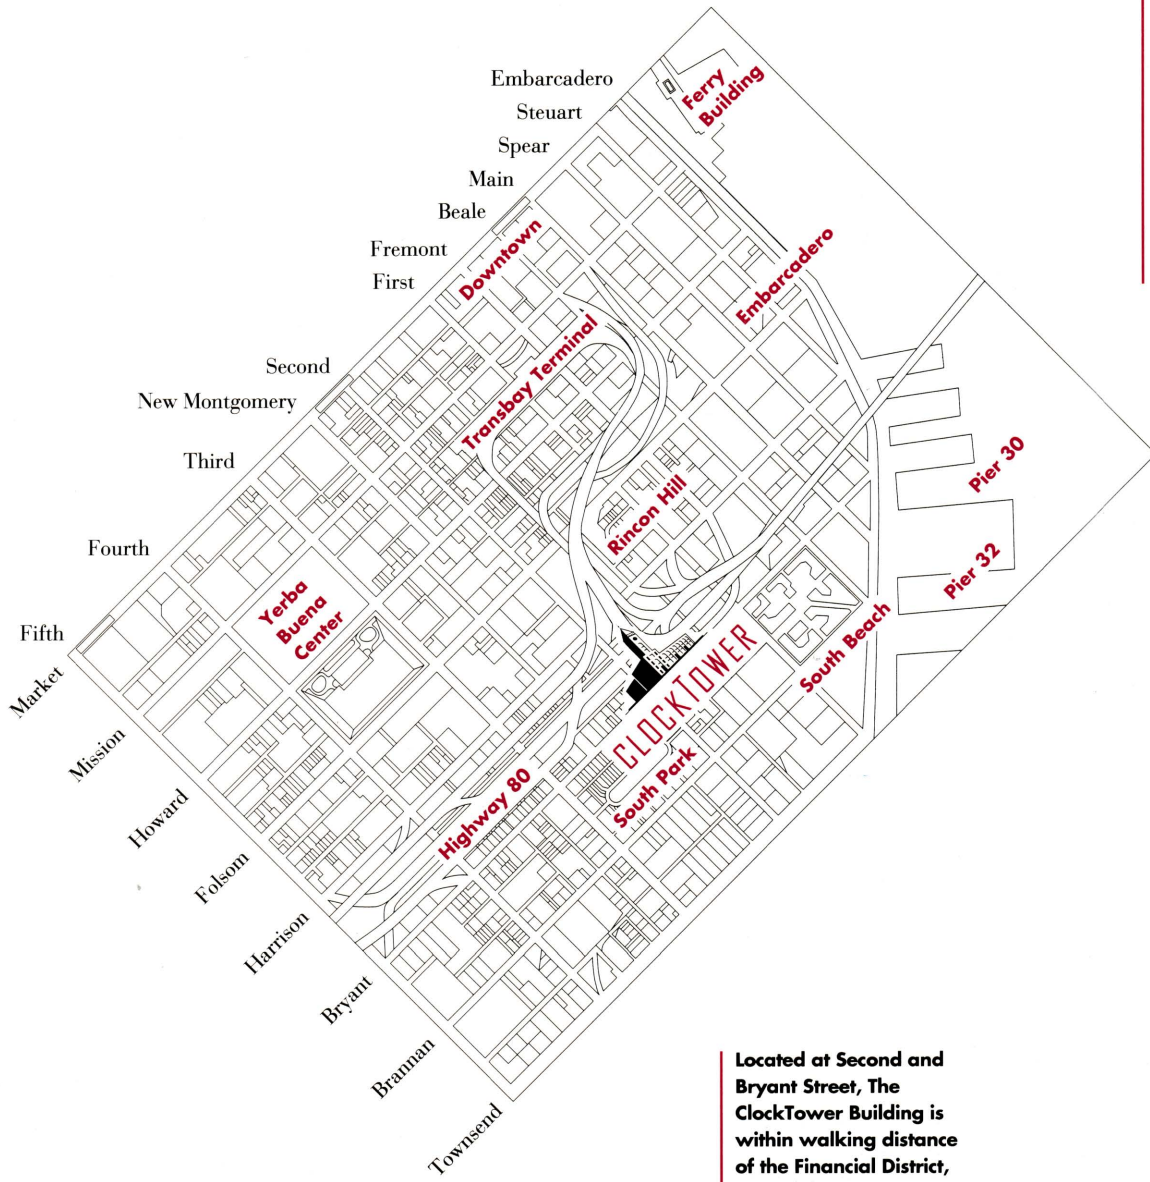 Embarcadero
Steuart
Spear
Main
Beale
Fremont
First
Second
New Montgomery
Third
Fourth
Fifth
Market
Mission
Howard
Folsom
Harrison
Bryant
Brannan
Townsend
Ferry
Building
Downtown
Embarcadero
Transbay Terminal
Rincon Hill
Pier 30
Pier 32
Yerba
Buena
Center
South Beach
CLOCKTOWER
South Park
Highway 80
Located at Second and
Bryant Street, The
ClockTower Building is
within walking distance
of the Financial District,